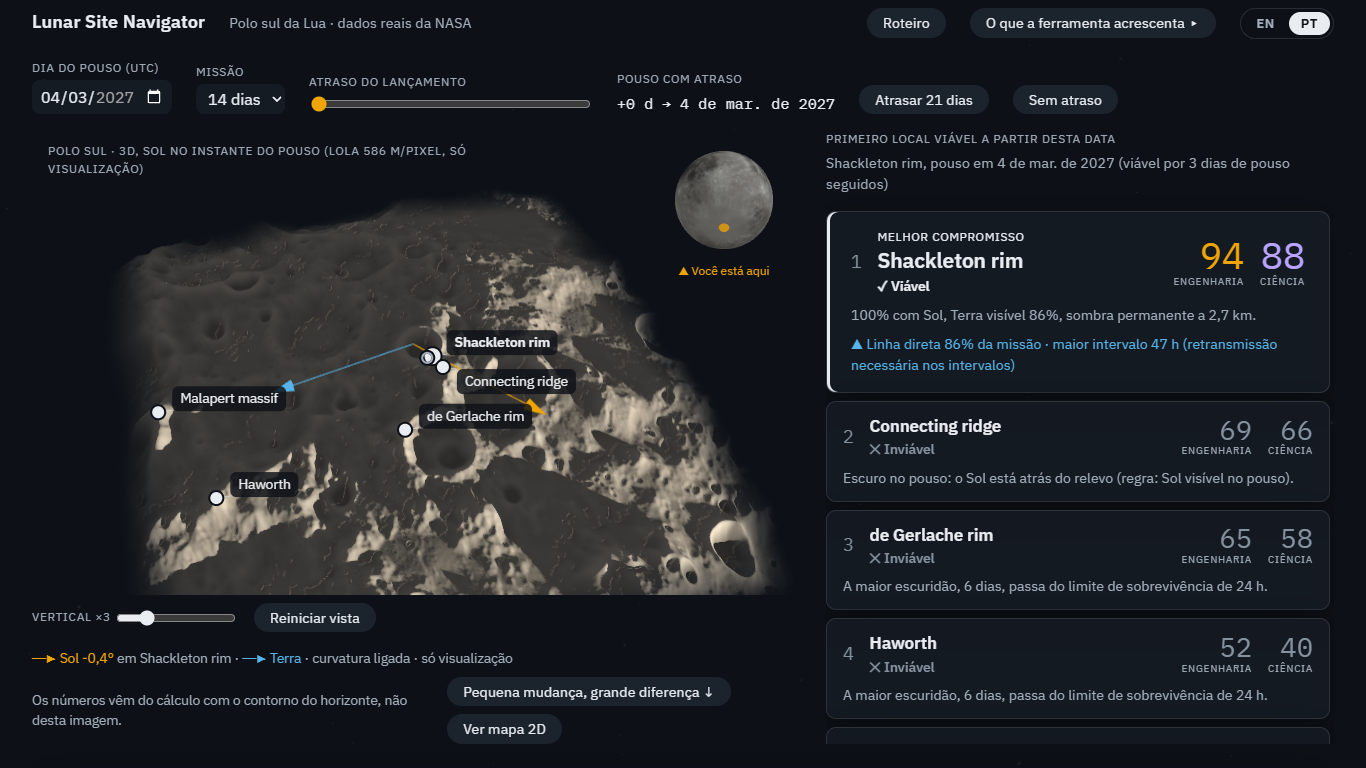 Lunar Site Navigator
Polo sul da Lua · dados reais da NASA
Roteiro
O que a ferramenta acrescenta ▸
EN
PT
DIA DO POUSO (UTC)
04/03/2027
MISSÃO
14 dias
ATRASO DO LANÇAMENTO
POUSO COM ATRASO
+0 d → 4 de mar. de 2027
Atrasar 21 dias
Sem atraso
POLO SUL · 3D, SOL NO INSTANTE DO POUSO (LOLA 586 M/PIXEL, SÓ
VISUALIZAÇÃO)
▲ Você está aqui
Shackleton rim
Connecting ridge
Malapert massif
de Gerlache rim
Haworth
VERTICAL ×3
Reiniciar vista
Sol -0,4° em Shackleton rim · Terra · curvatura ligada · só visualização
Os números vêm do cálculo com o contorno do horizonte, não
desta imagem.
Pequena mudança, grande diferença ↓
Ver mapa 2D
PRIMEIRO LOCAL VIÁVEL A PARTIR DESTA DATA
Shackleton rim, pouso em 4 de mar. de 2027 (viável por 3 dias de pouso
seguidos)
MELHOR COMPROMISSO
1 Shackleton rim
✓ Viável
94 88
ENGENHARIA CIÊNCIA
100% com Sol, Terra visível 86%, sombra permanente a 2,7 km.
▲ Linha direta 86% da missão · maior intervalo 47 h (retransmissão
necessária nos intervalos)
2 Connecting ridge
✕ Inviável
69 66
ENGENHARIA CIÊNCIA
Escuro no pouso: o Sol está atrás do relevo (regra: Sol visível no pouso).
3 de Gerlache rim
✕ Inviável
65 58
ENGENHARIA CIÊNCIA
A maior escuridão, 6 dias, passa do limite de sobrevivência de 24 h.
4 Haworth
✕ Inviável
52 40
ENGENHARIA CIÊNCIA
A maior escuridão, 6 dias, passa do limite de sobrevivência de 24 h.